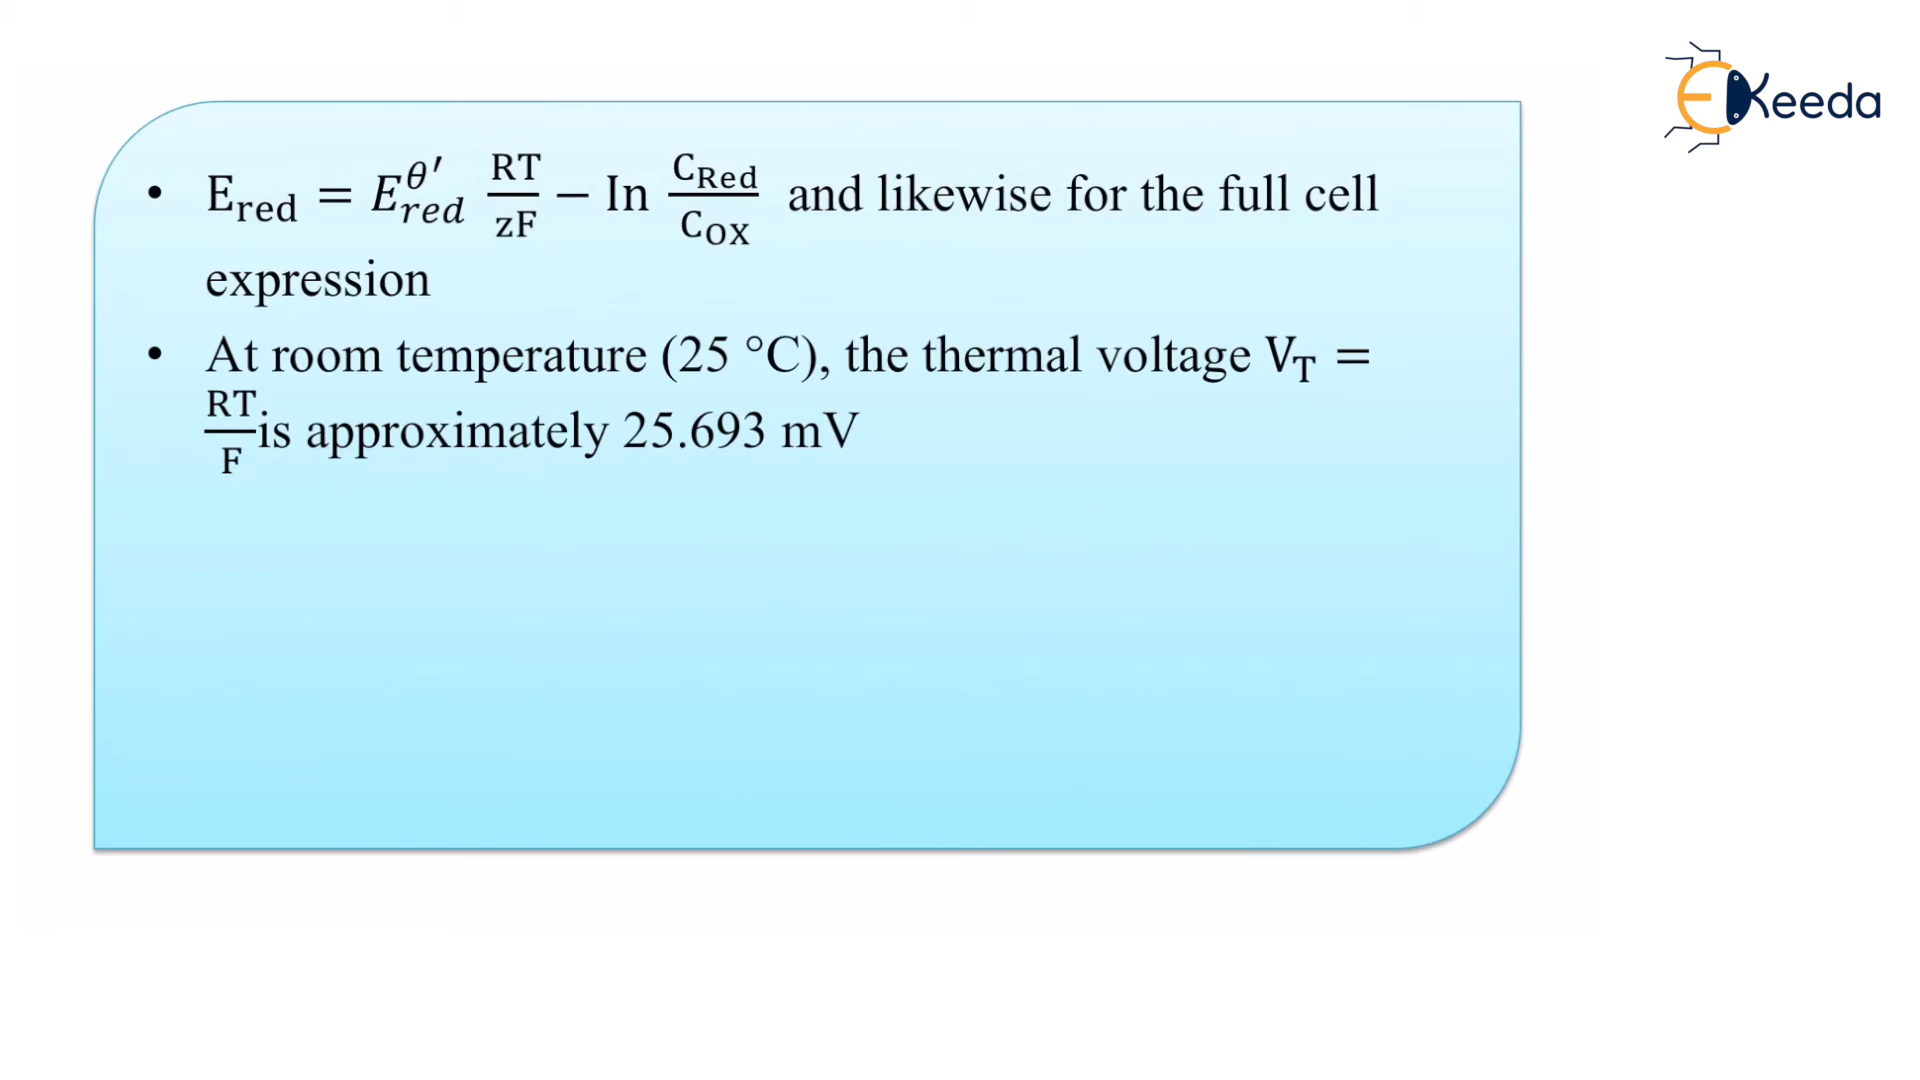 EKeeda
• E_red = E_red^θ′ RT/zF − In C_Red/C_OX and likewise for the full cell
expression
• At room temperature (25 °C), the thermal voltage V_T =
RT/F is approximately 25.693 mV